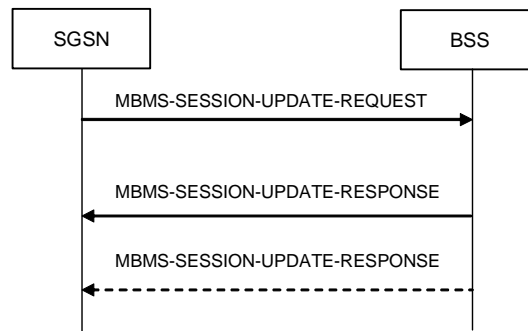 SGSN
BSS
MBMS-SESSION-UPDATE-REQUEST
MBMS-SESSION-UPDATE-RESPONSE
MBMS-SESSION-UPDATE-RESPONSE